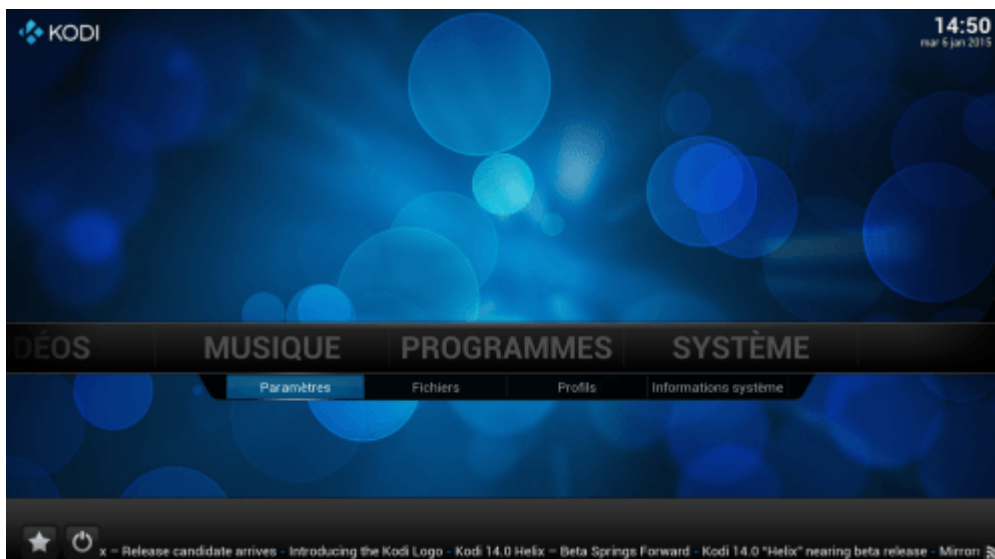 KODI
14:50
mar 6 jan 2015
DÉOS MUSIQUE PROGRAMMES SYSTÈME
Paramètres Fichiers Profils Informations système
x – Release candidate arrives - Introducing the Kodi Logo - Kodi 14.0 Helix – Beta Springs Forward - Kodi 14.0 "Helix" nearing beta release - Mirror